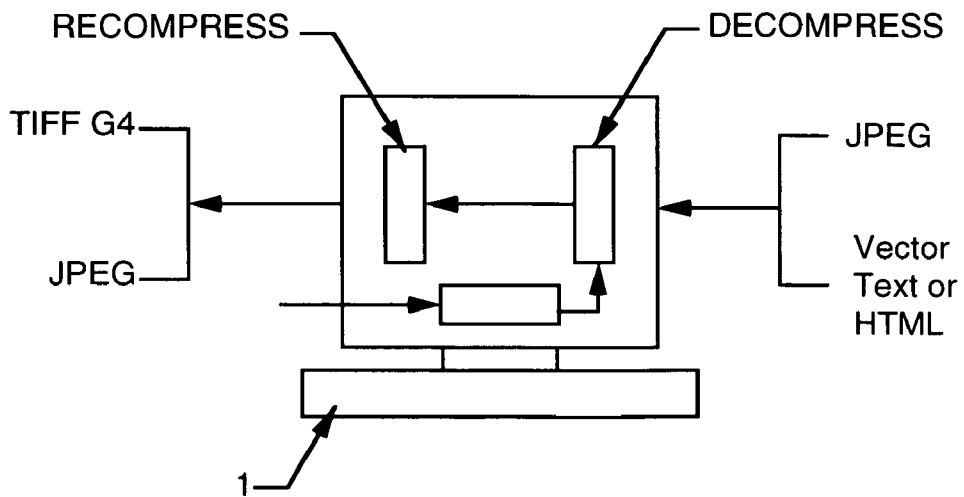 RECOMPRESS
DECOMPRESS
TIFF G4
JPEG
JPEG
Vector
Text or
HTML
1